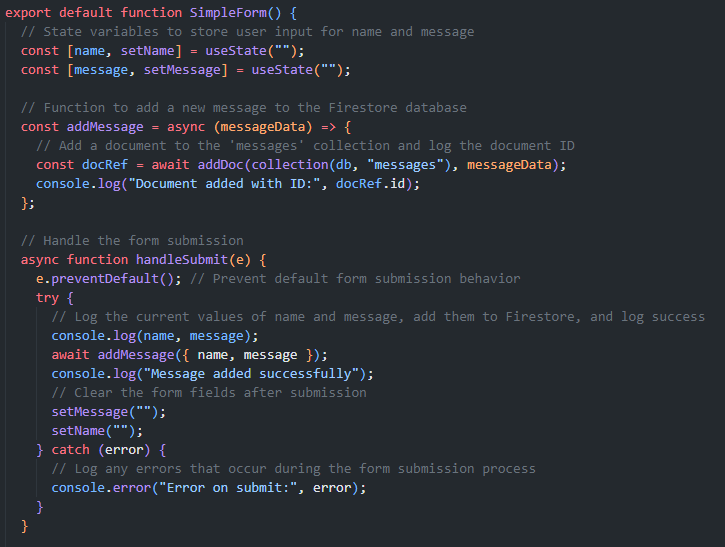 export default function SimpleForm() {
  // State variables to store user input for name and message
  const [name, setName] = useState("");
  const [message, setMessage] = useState("");

  // Function to add a new message to the Firestore database
  const addMessage = async (messageData) => {
    // Add a document to the 'messages' collection and log the document ID
    const docRef = await addDoc(collection(db, "messages"), messageData);
    console.log("Document added with ID:", docRef.id);
  };

  // Handle the form submission
  async function handleSubmit(e) {
    e.preventDefault(); // Prevent default form submission behavior
    try {
      // Log the current values of name and message, add them to Firestore, and log success
      console.log(name, message);
      await addMessage({ name, message });
      console.log("Message added successfully");
      // Clear the form fields after submission
      setMessage("");
      setName("");
    } catch (error) {
      // Log any errors that occur during the form submission process
      console.error("Error on submit:", error);
    }
  }